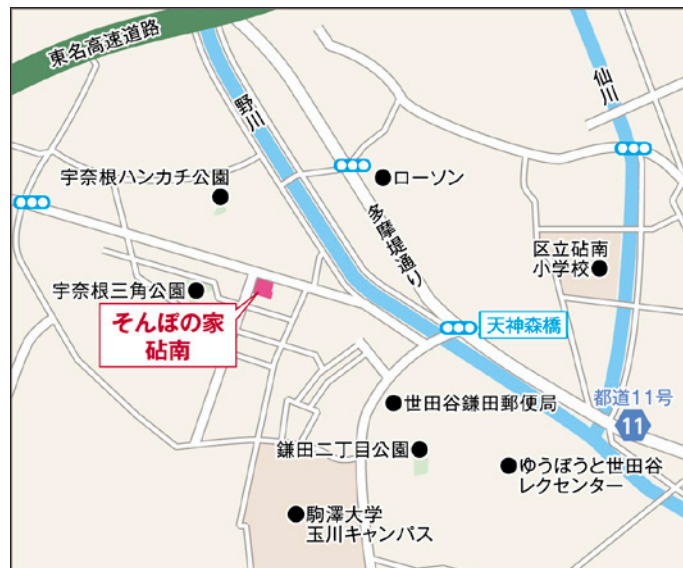 東名高速道路
野川
仙川
宇奈根ハンカチ公園
ローソン
多摩堤通り
区立砧南
小学校
宇奈根三角公園
そんぽの家
砧南
天神森橋
都道11号
11
世田谷鎌田郵便局
鎌田二丁目公園
ゆうぽうと世田谷
レクセンター
駒澤大学
玉川キャンパス